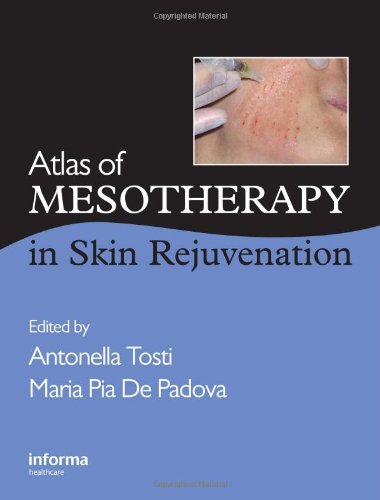 Copyrighted Material
Atlas of
MESOTHERAPY
in Skin Rejuvenation
Edited by
Antonella Tosti
Maria Pia De Padova
informa
healthcare
Copyrighted Material